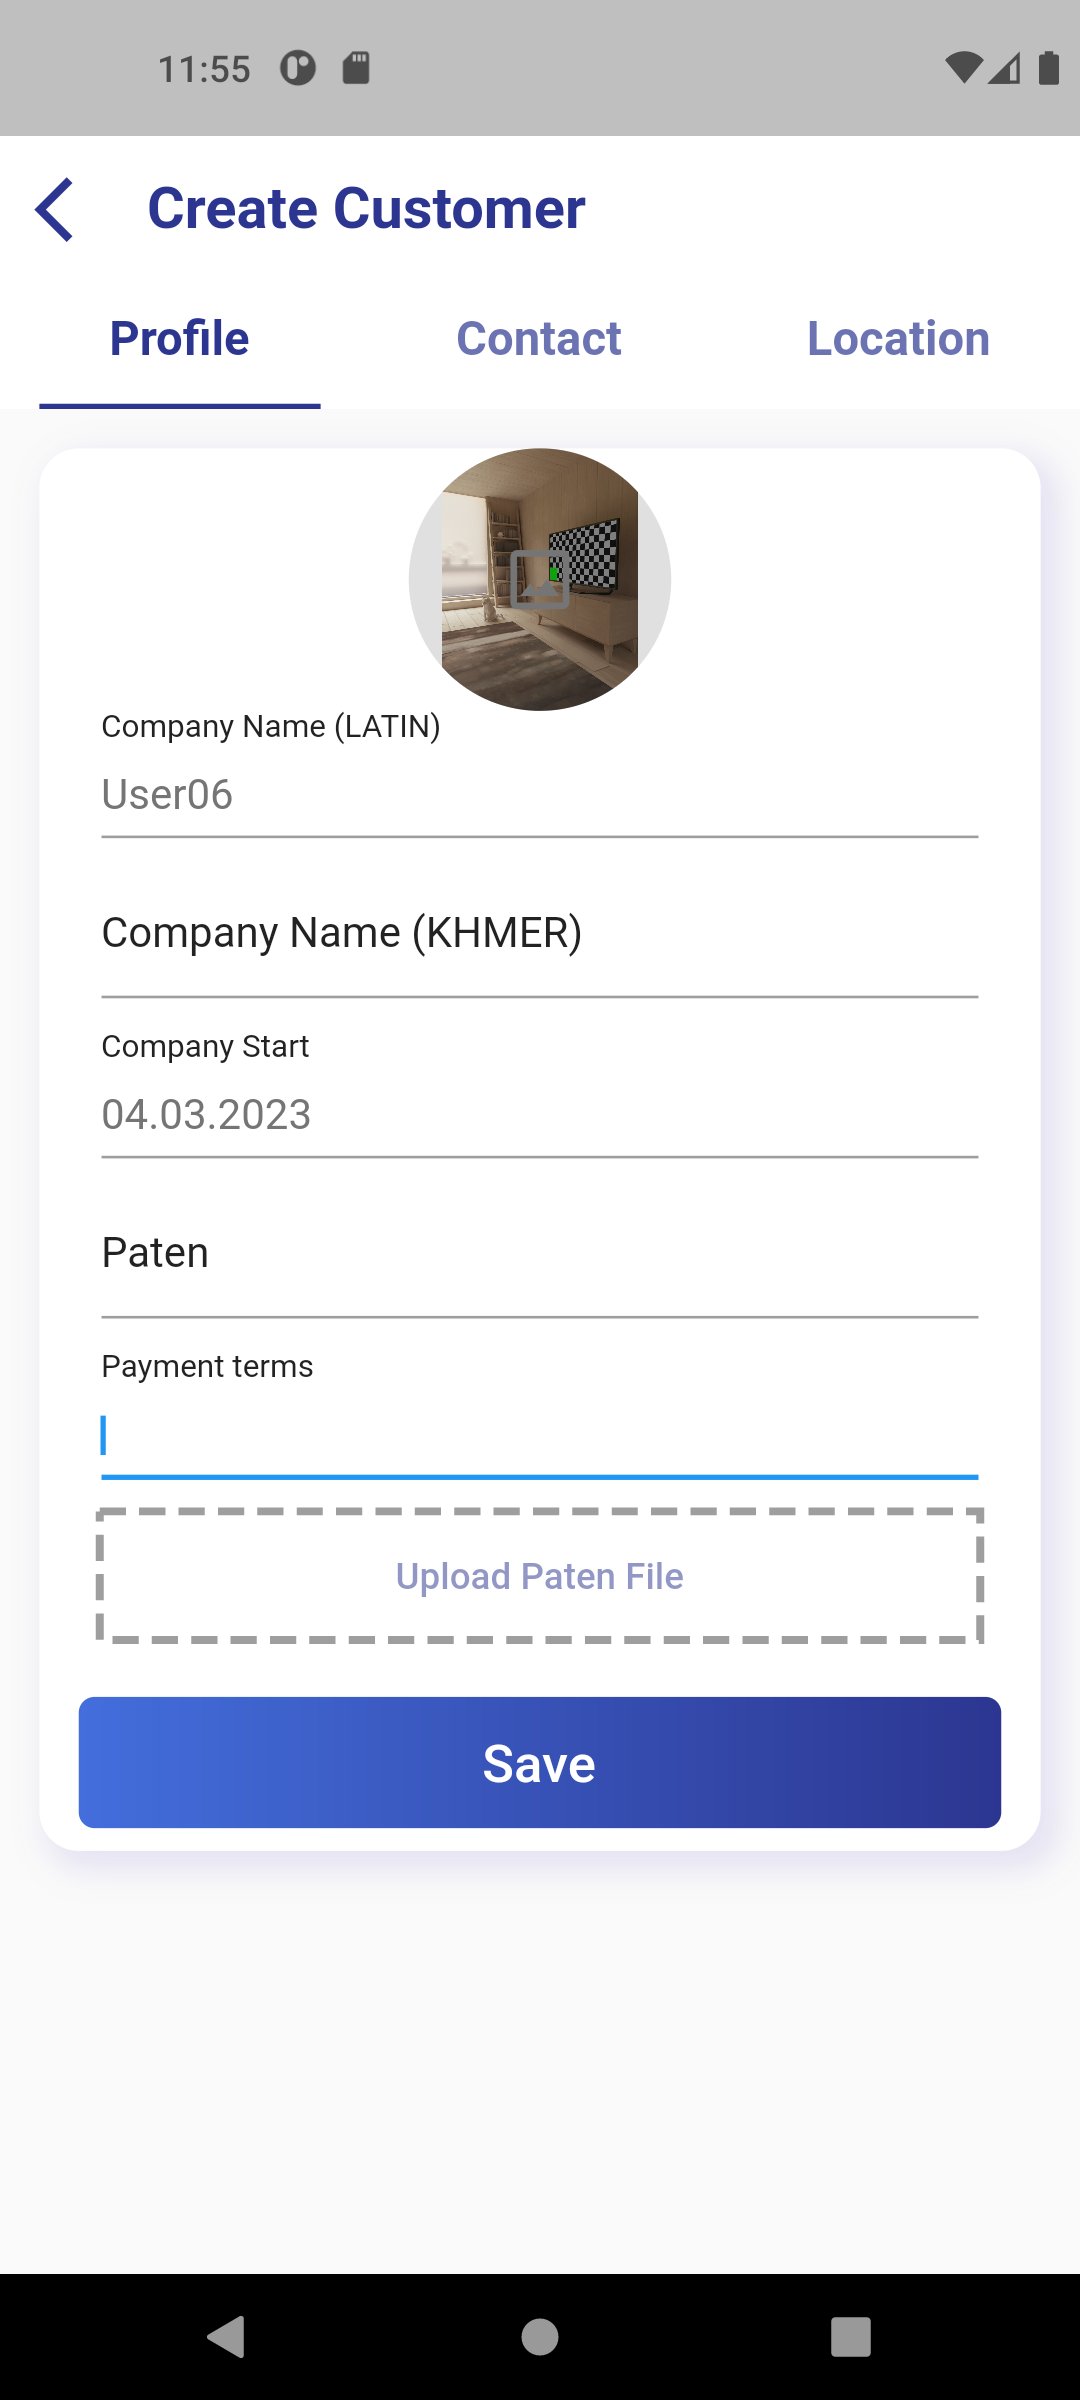 11:55
Create Customer
Profile Contact Location
Company Name (LATIN)
User06
Company Name (KHMER)
Company Start
04.03.2023
Paten
Payment terms
Upload Paten File
Save